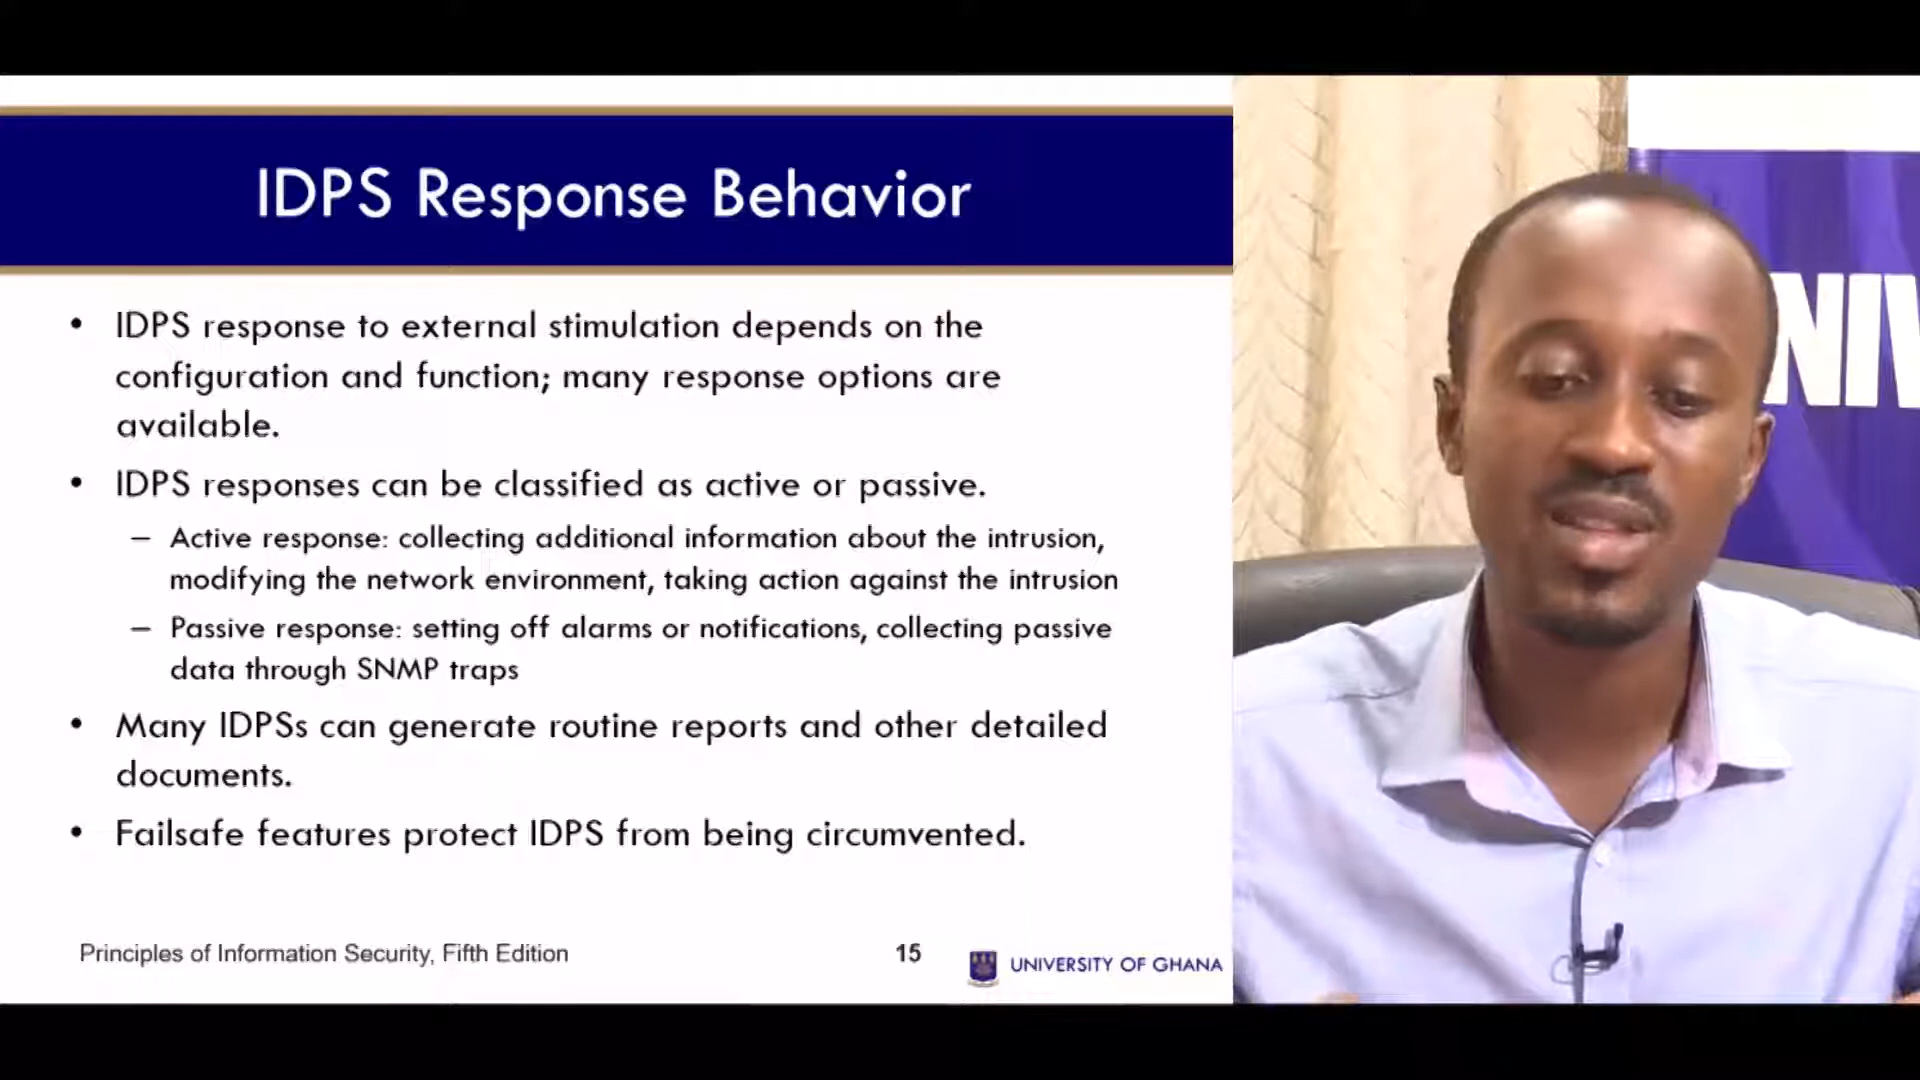 IDPS Response Behavior
• IDPS response to external stimulation depends on the
configuration and function; many response options are
available.
• IDPS responses can be classified as active or passive.
– Active response: collecting additional information about the intrusion,
modifying the network environment, taking action against the intrusion
– Passive response: setting off alarms or notifications, collecting passive
data through SNMP traps
• Many IDPSs can generate routine reports and other detailed
documents.
• Failsafe features protect IDPS from being circumvented.
Principles of Information Security, Fifth Edition
15
UNIVERSITY OF GHANA
NIV